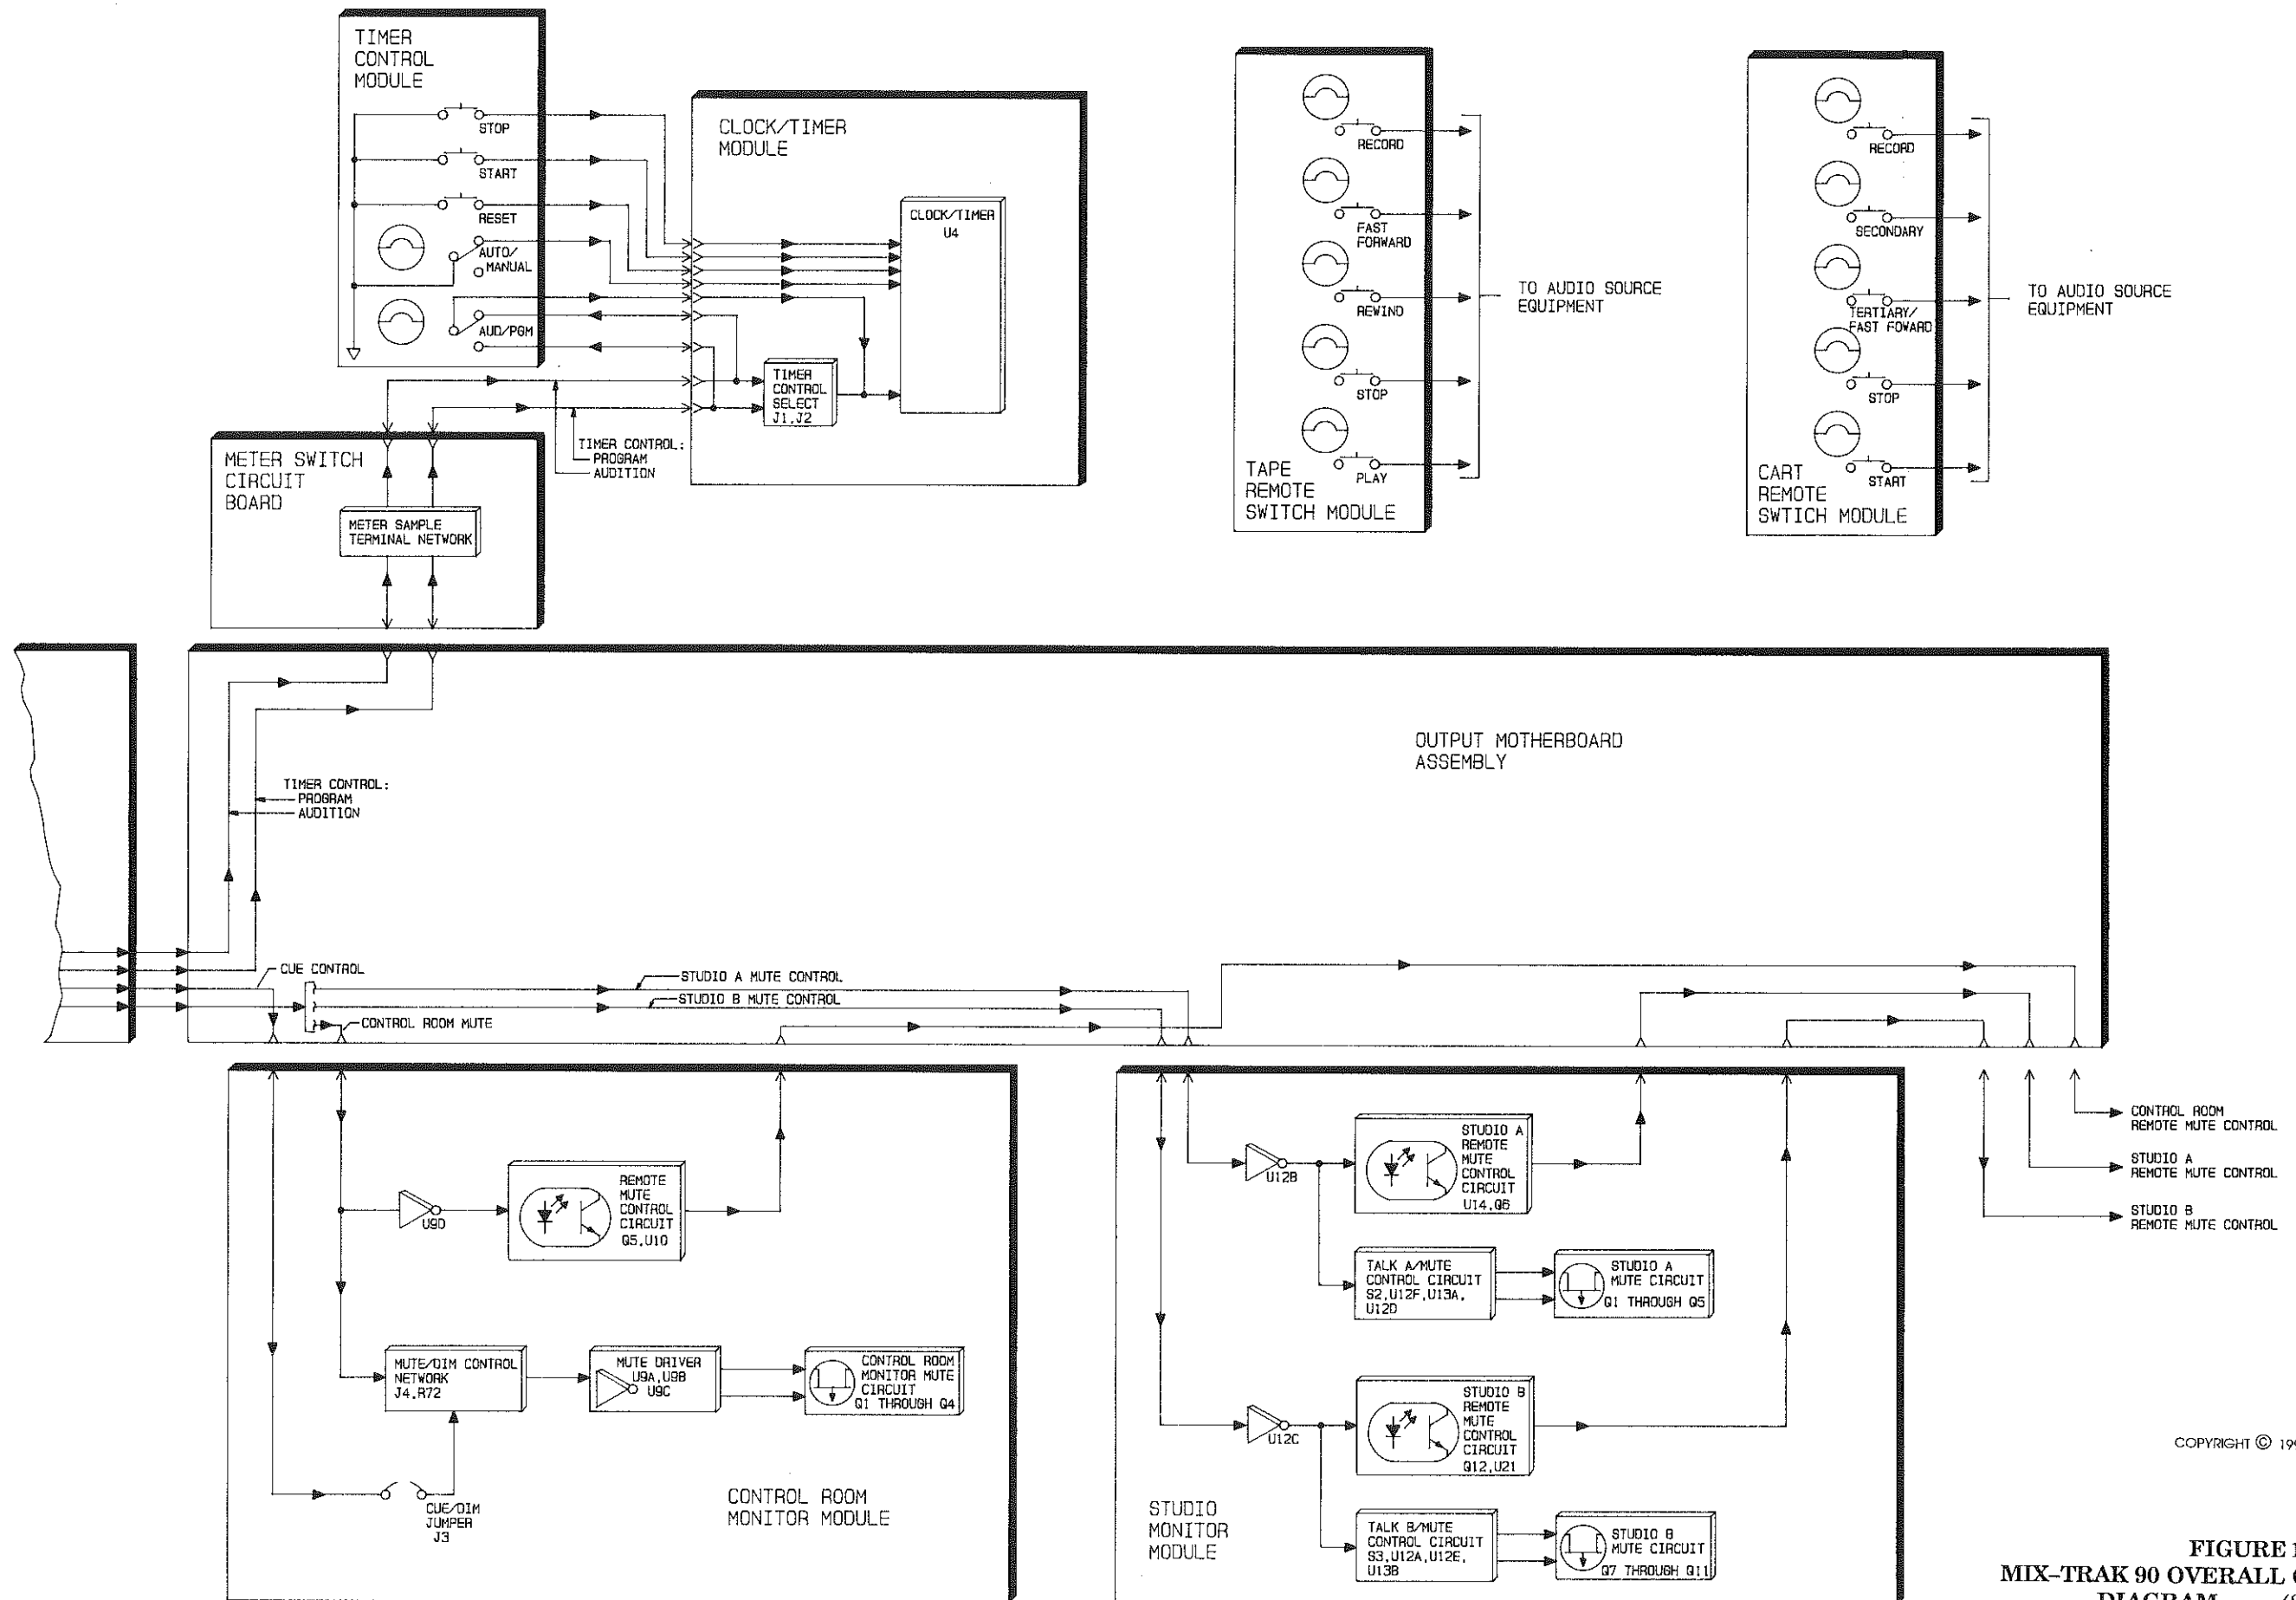 TIMER
CONTROL
MODULE
STOP
START
RESET
AUTO/
MANUAL
AUD/PGM
CLOCK/TIMER
MODULE
CLOCK/TIMER
U4
TIMER
CONTROL
SELECT
J1,J2
TIMER CONTROL:
PROGRAM
AUDITION
METER SWITCH
CIRCUIT
BOARD
METER SAMPLE
TERMINAL NETWORK
RECORD
FAST
FORWARD
REWIND
STOP
PLAY
TAPE
REMOTE
SWITCH MODULE
TO AUDIO SOURCE
EQUIPMENT
RECORD
SECONDARY
TERTIARY/
FAST FOWARD
STOP
START
CART
REMOTE
SWTICH MODULE
TO AUDIO SOURCE
EQUIPMENT
OUTPUT MOTHERBOARD
ASSEMBLY
TIMER CONTROL:
PROGRAM
AUDITION
CUE CONTROL
STUDIO A MUTE CONTROL
STUDIO B MUTE CONTROL
CONTROL ROOM MUTE
U9D
REMOTE
MUTE
CONTROL
CIRCUIT
Q5,U10
MUTE/DIM CONTROL
NETWORK
J4,R72
MUTE DRIVER
U9A,U9B
U9C
CONTROL ROOM
MONITOR MUTE
CIRCUIT
Q1 THROUGH Q4
CUE/DIM
JUMPER
J3
CONTROL ROOM
MONITOR MODULE
U12B
STUDIO A
REMOTE
MUTE
CONTROL
CIRCUIT
U14,Q6
TALK A/MUTE
CONTROL CIRCUIT
S2,U12F,U13A,
U12D
STUDIO A
MUTE CIRCUIT
Q1 THROUGH Q5
U12C
STUDIO B
REMOTE
MUTE
CONTROL
CIRCUIT
Q12,U21
TALK B/MUTE
CONTROL CIRCUIT
S3,U12A,U12E,
U13B
STUDIO B
MUTE CIRCUIT
Q7 THROUGH Q11
STUDIO
MONITOR
MODULE
CONTROL ROOM
REMOTE MUTE CONTROL
STUDIO A
REMOTE MUTE CONTROL
STUDIO B
REMOTE MUTE CONTROL
COPYRIGHT ©
FIGURE
MIX-TRAK 90 OVERALL
DIAGRAM